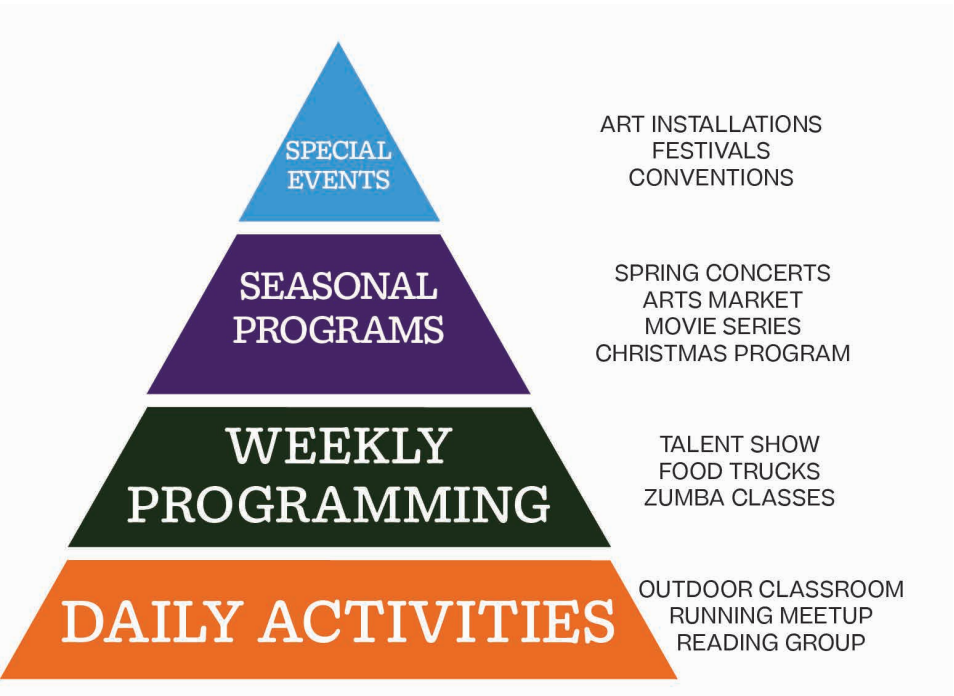 SPECIAL
EVENTS
ART INSTALLATIONS
FESTIVALS
CONVENTIONS
SEASONAL
PROGRAMS
SPRING CONCERTS
ARTS MARKET
MOVIE SERIES
CHRISTMAS PROGRAM
WEEKLY
PROGRAMMING
TALENT SHOW
FOOD TRUCKS
ZUMBA CLASSES
DAILY ACTIVITIES
OUTDOOR CLASSROOM
RUNNING MEETUP
READING GROUP